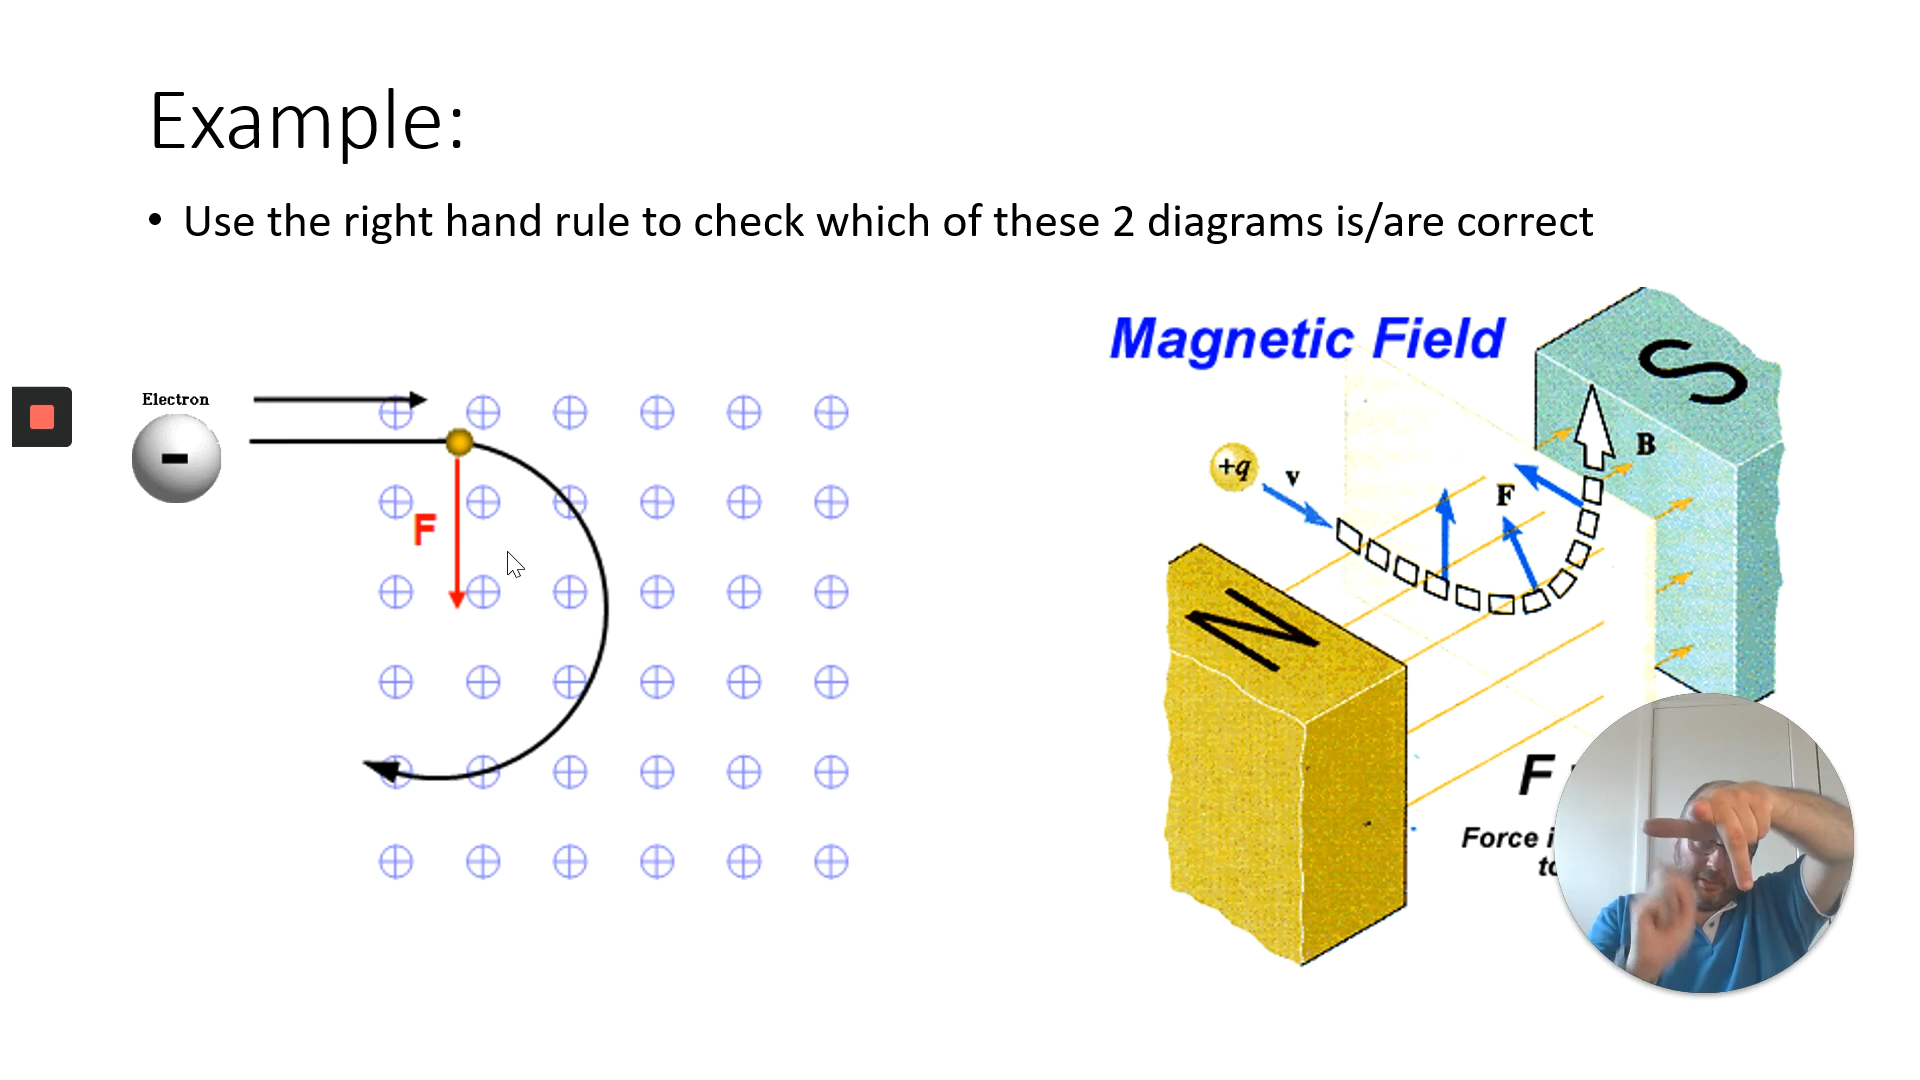 Example:
• Use the right hand rule to check which of these 2 diagrams is/are correct
Magnetic Field
S
Electron
-
B
+q
v
F
F
N
F
Force